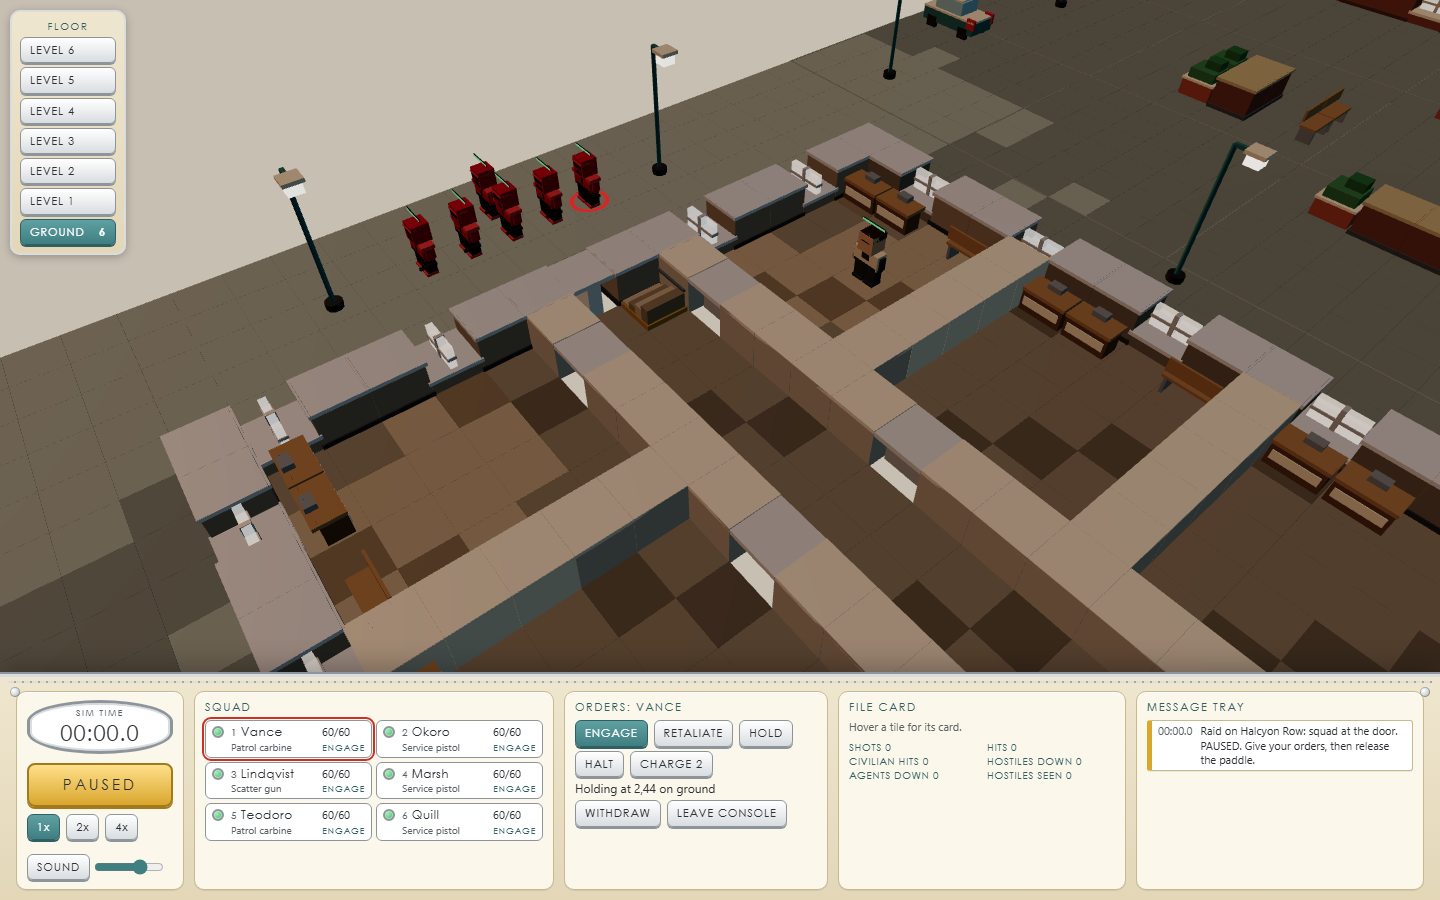 FLOOR
LEVEL 6
LEVEL 5
LEVEL 4
LEVEL 3
LEVEL 2
LEVEL 1
GROUND 6
SIM TIME
00:00.0
PAUSED
1x 2x 4x
SOUND
SQUAD
1 Vance 60/60
Patrol carbine ENGAGE
2 Okoro 60/60
Service pistol ENGAGE
3 Lindqvist 60/60
Scatter gun ENGAGE
4 Marsh 60/60
Service pistol ENGAGE
5 Teodoro 60/60
Patrol carbine ENGAGE
6 Quill 60/60
Service pistol ENGAGE
ORDERS: VANCE
ENGAGE RETALIATE HOLD
HALT CHARGE 2
Holding at 2,44 on ground
WITHDRAW LEAVE CONSOLE
FILE CARD
Hover a tile for its card.
SHOTS 0 HITS 0
CIVILIAN HITS 0 HOSTILES DOWN 0
AGENTS DOWN 0 HOSTILES SEEN 0
MESSAGE TRAY
00:00.0 Raid on Halcyon Row: squad at the door.
PAUSED. Give your orders, then release
the paddle.